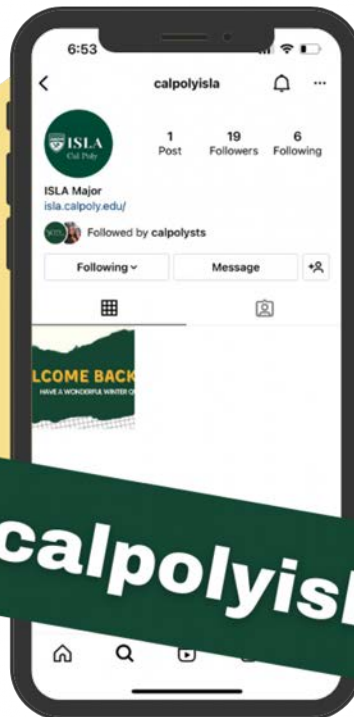 6:53
calpolyisla
ISLA
Cal Poly
1 19 6
Post Followers Following
ISLA Major
isla.calpoly.edu/
Followed by calpolysts
Following Message
LCOME BACK
HAVE A WONDERFUL WINTER Q
calpolyisl